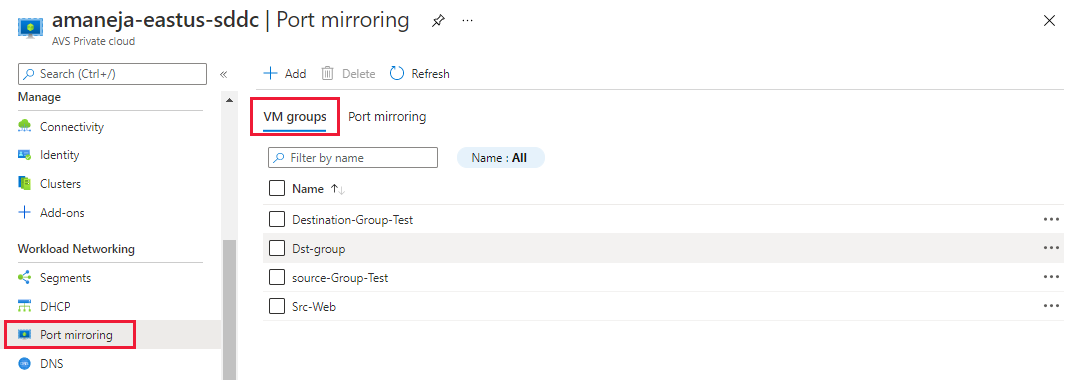 amaneja-eastus-sddc | Port mirroring
AVS Private cloud
Search (Ctrl+/)
Manage
Connectivity
Identity
Clusters
Add-ons
Workload Networking
Segments
DHCP
Port mirroring
DNS
Add Delete Refresh
VM groups Port mirroring
Filter by name Name : All
Name
Destination-Group-Test
Dst-group
source-Group-Test
Src-Web